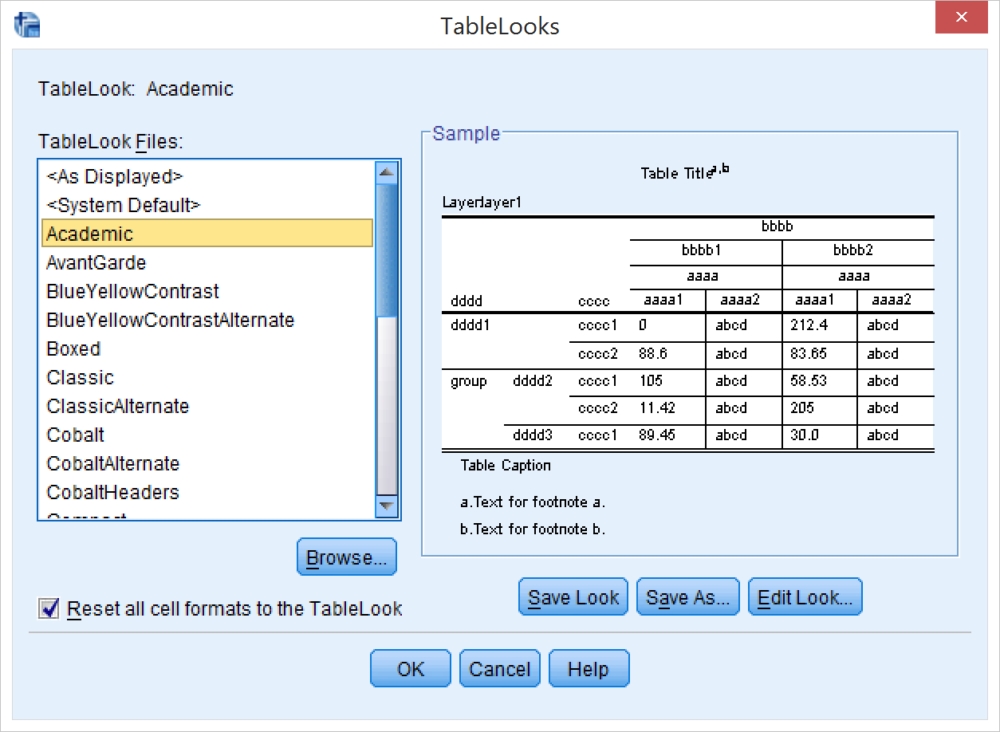 TableLooks
TableLook: Academic
TableLook Files:
<As Displayed>
<System Default>
Academic
AvantGarde
BlueYellowContrast
BlueYellowContrastAlternate
Boxed
Classic
ClassicAlternate
Cobalt
CobaltAlternate
CobaltHeaders
Browse...
Reset all cell formats to the TableLook
Sample
Table Title a,b
Layerlayer1
bbbb
bbbb1 bbbb2
aaaa aaaa
dddd cccc aaaa1 aaaa2 aaaa1 aaaa2
dddd1 cccc1 0 abcd 212.4 abcd
cccc2 88.6 abcd 83.65 abcd
group dddd2 cccc1 105 abcd 58.53 abcd
cccc2 11.42 abcd 205 abcd
dddd3 cccc1 89.45 abcd 30.0 abcd
Table Caption
a.Text for footnote a.
b.Text for footnote b.
Save Look Save As... Edit Look...
OK Cancel Help